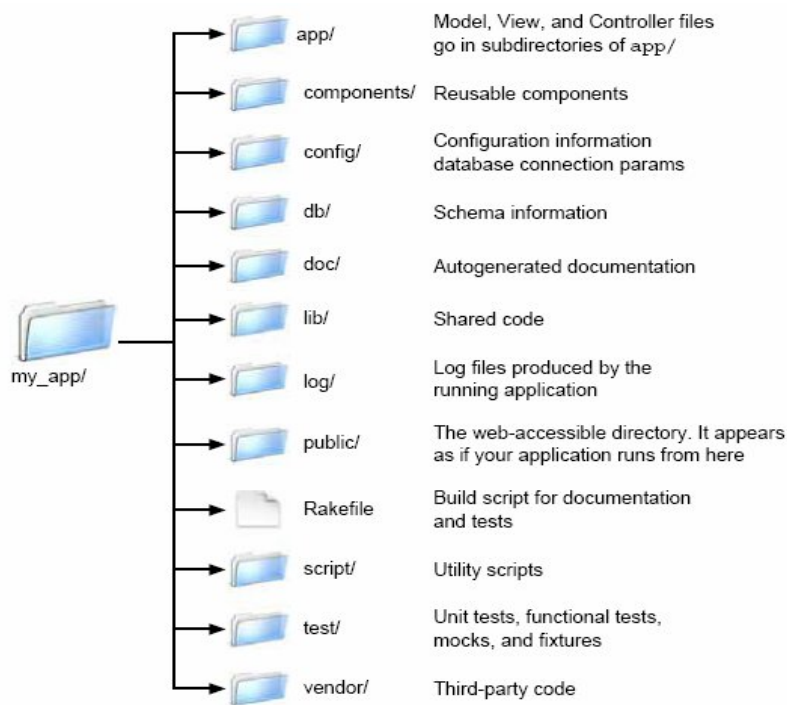 app/
Model, View, and Controller files
go in subdirectories of app/
components/
Reusable components
config/
Configuration information
database connection params
db/
Schema information
doc/
Autogenerated documentation
lib/
Shared code
my_app/
log/
Log files produced by the
running application
public/
The web-accessible directory. It appears
as if your application runs from here
Rakefile
Build script for documentation
and tests
script/
Utility scripts
test/
Unit tests, functional tests,
mocks, and fixtures
vendor/
Third-party code